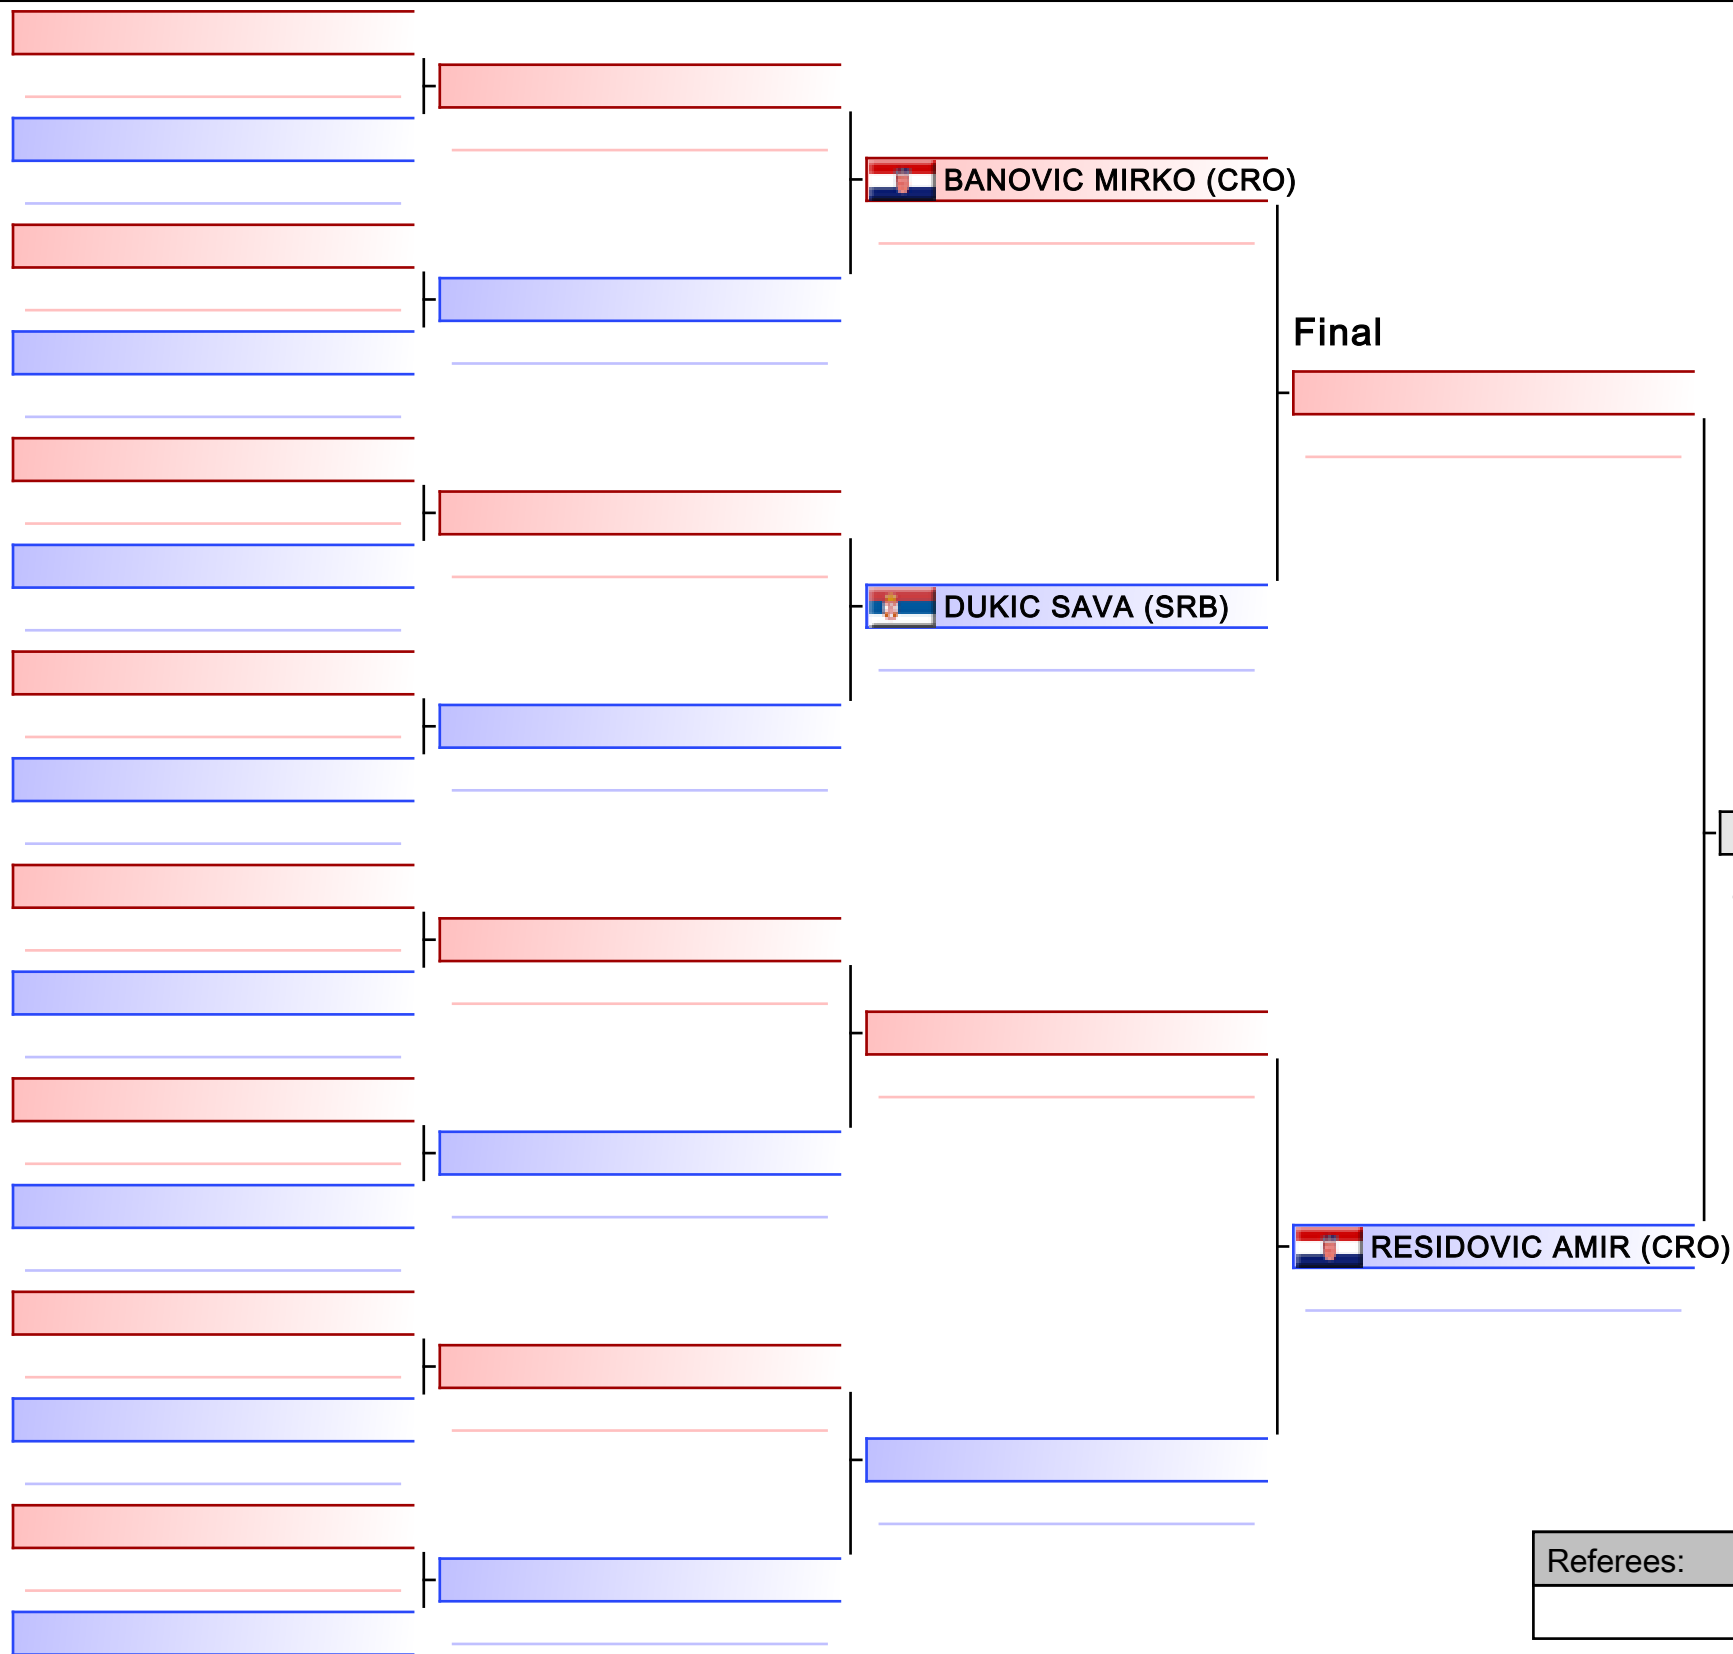 BANOVIC MIRKO (CRO)
Final
DUKIC SAVA (SRB)
RESIDOVIC AMIR (CRO)
Referees: